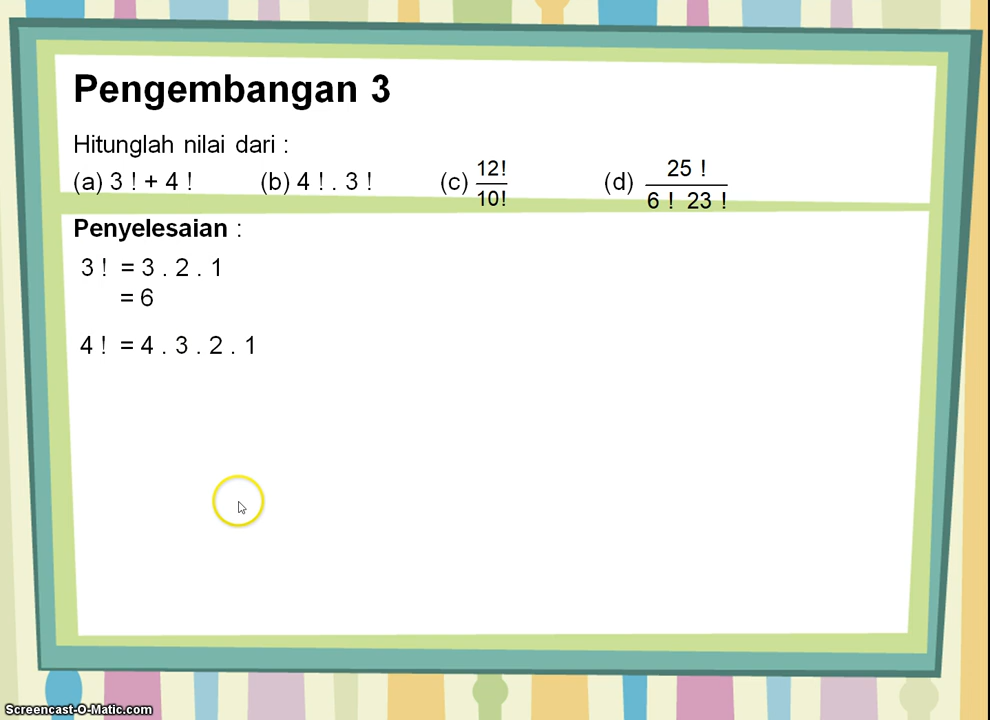 Pengembangan 3
Hitunglah nilai dari :
(a) 3 ! + 4 ! (b) 4 ! . 3 ! (c) 12!/10! (d) 25 !/6 ! 23 !
Penyelesaian :
3 ! = 3 . 2 . 1
= 6
4 ! = 4 . 3 . 2 . 1
Screencast-O-Matic.com